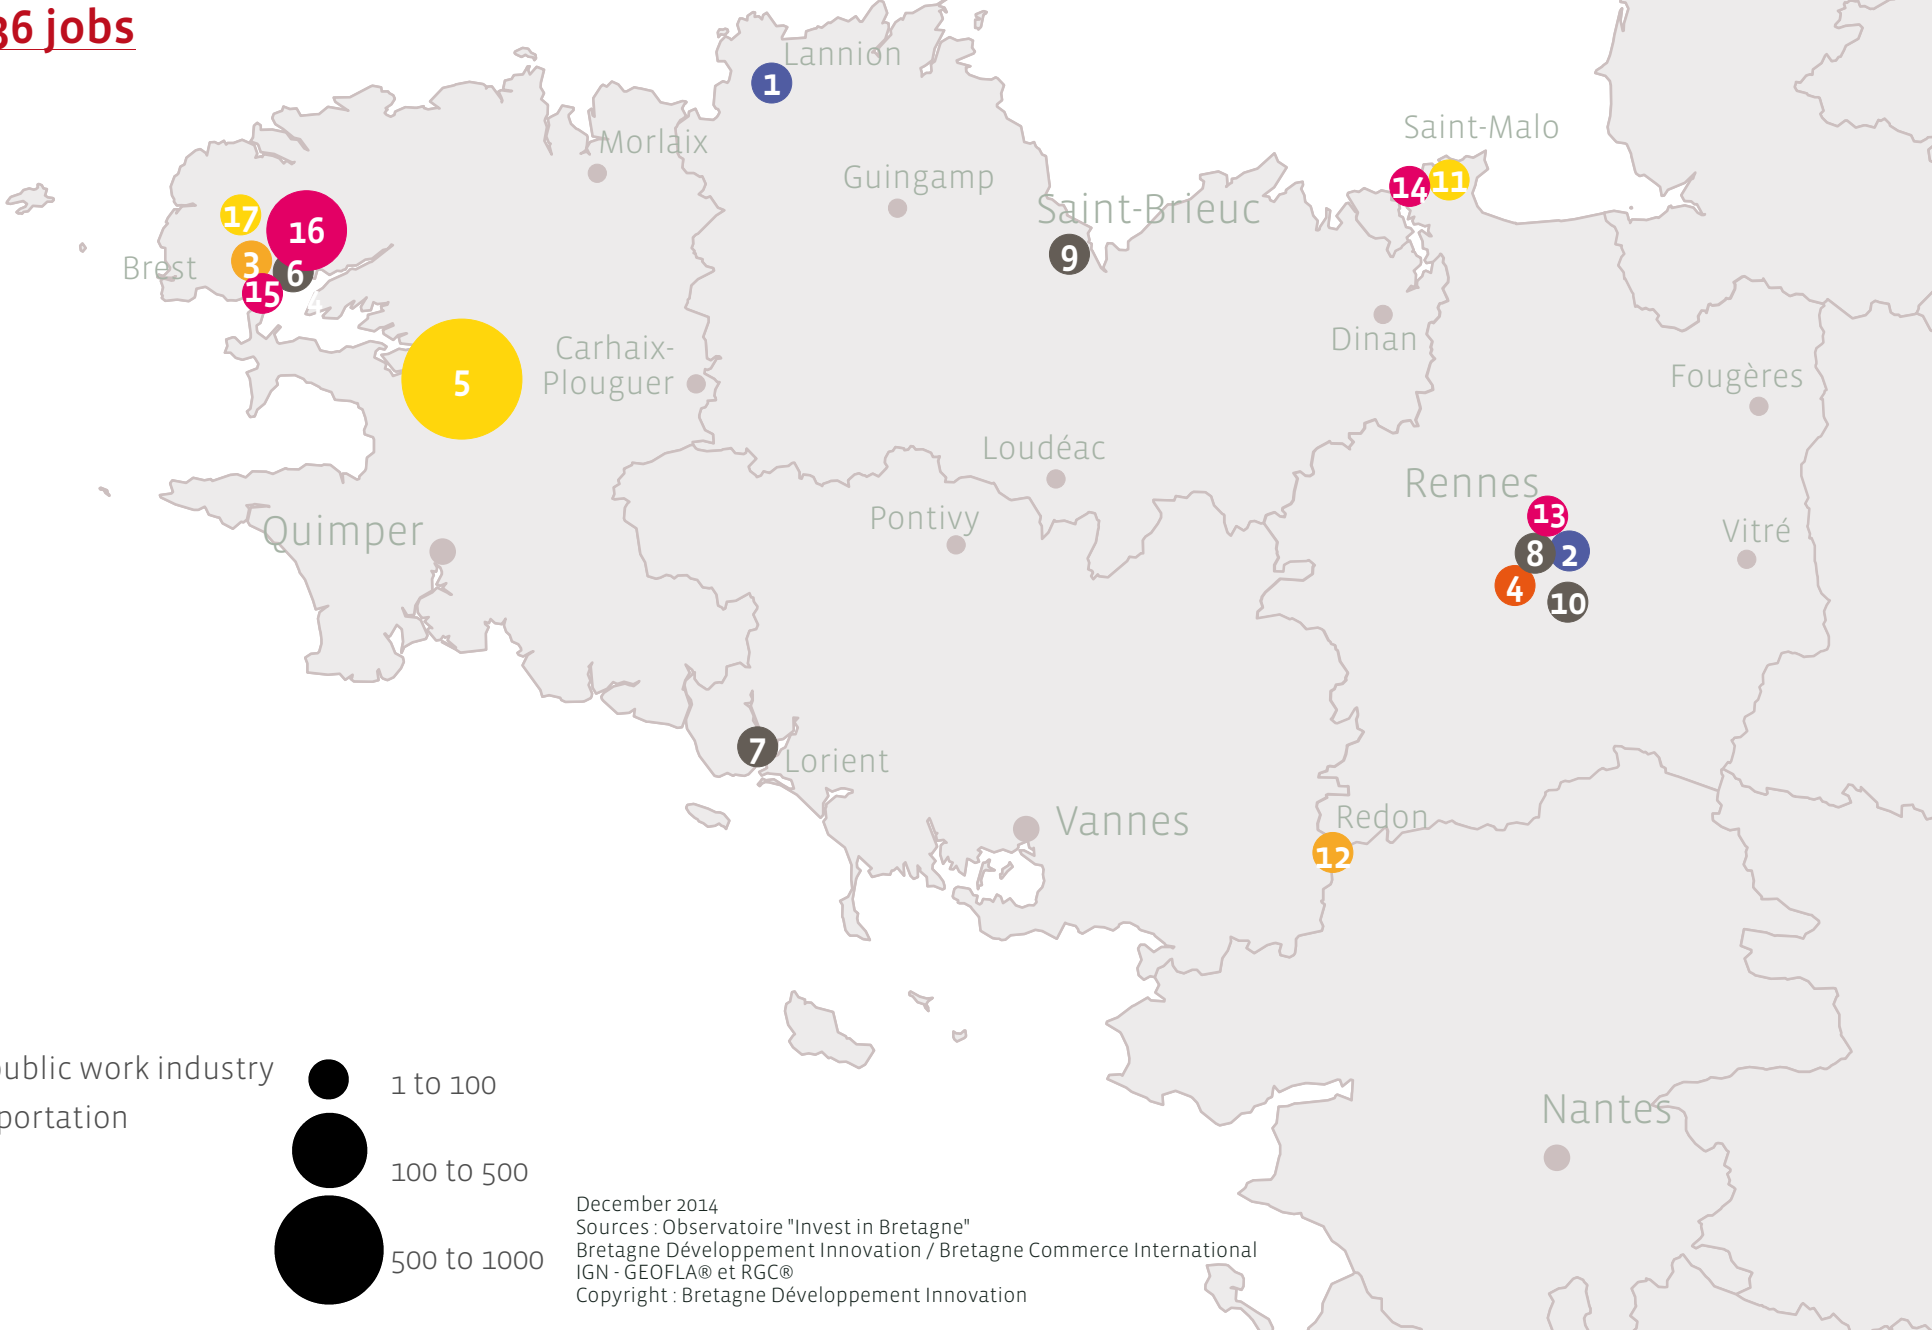 36 jobs
Lannion
1
Morlaix
Saint-Malo
Guingamp
14
11
Saint-Brieuc
17
16
9
Brest
3
6
15
4
Dinan
Carhaix-
Plouguer
5
Fougères
Loudéac
Rennes
Quimper
Pontivy
13
Vitré
8
2
4
10
7
Lorient
Vannes
Redon
12
public work industry
1 to 100
portation
Nantes
100 to 500
500 to 1000
December 2014
Sources : Observatoire "Invest in Bretagne"
Bretagne Développement Innovation / Bretagne Commerce International
IGN - GEOFLA® et RGC®
Copyright : Bretagne Développement Innovation